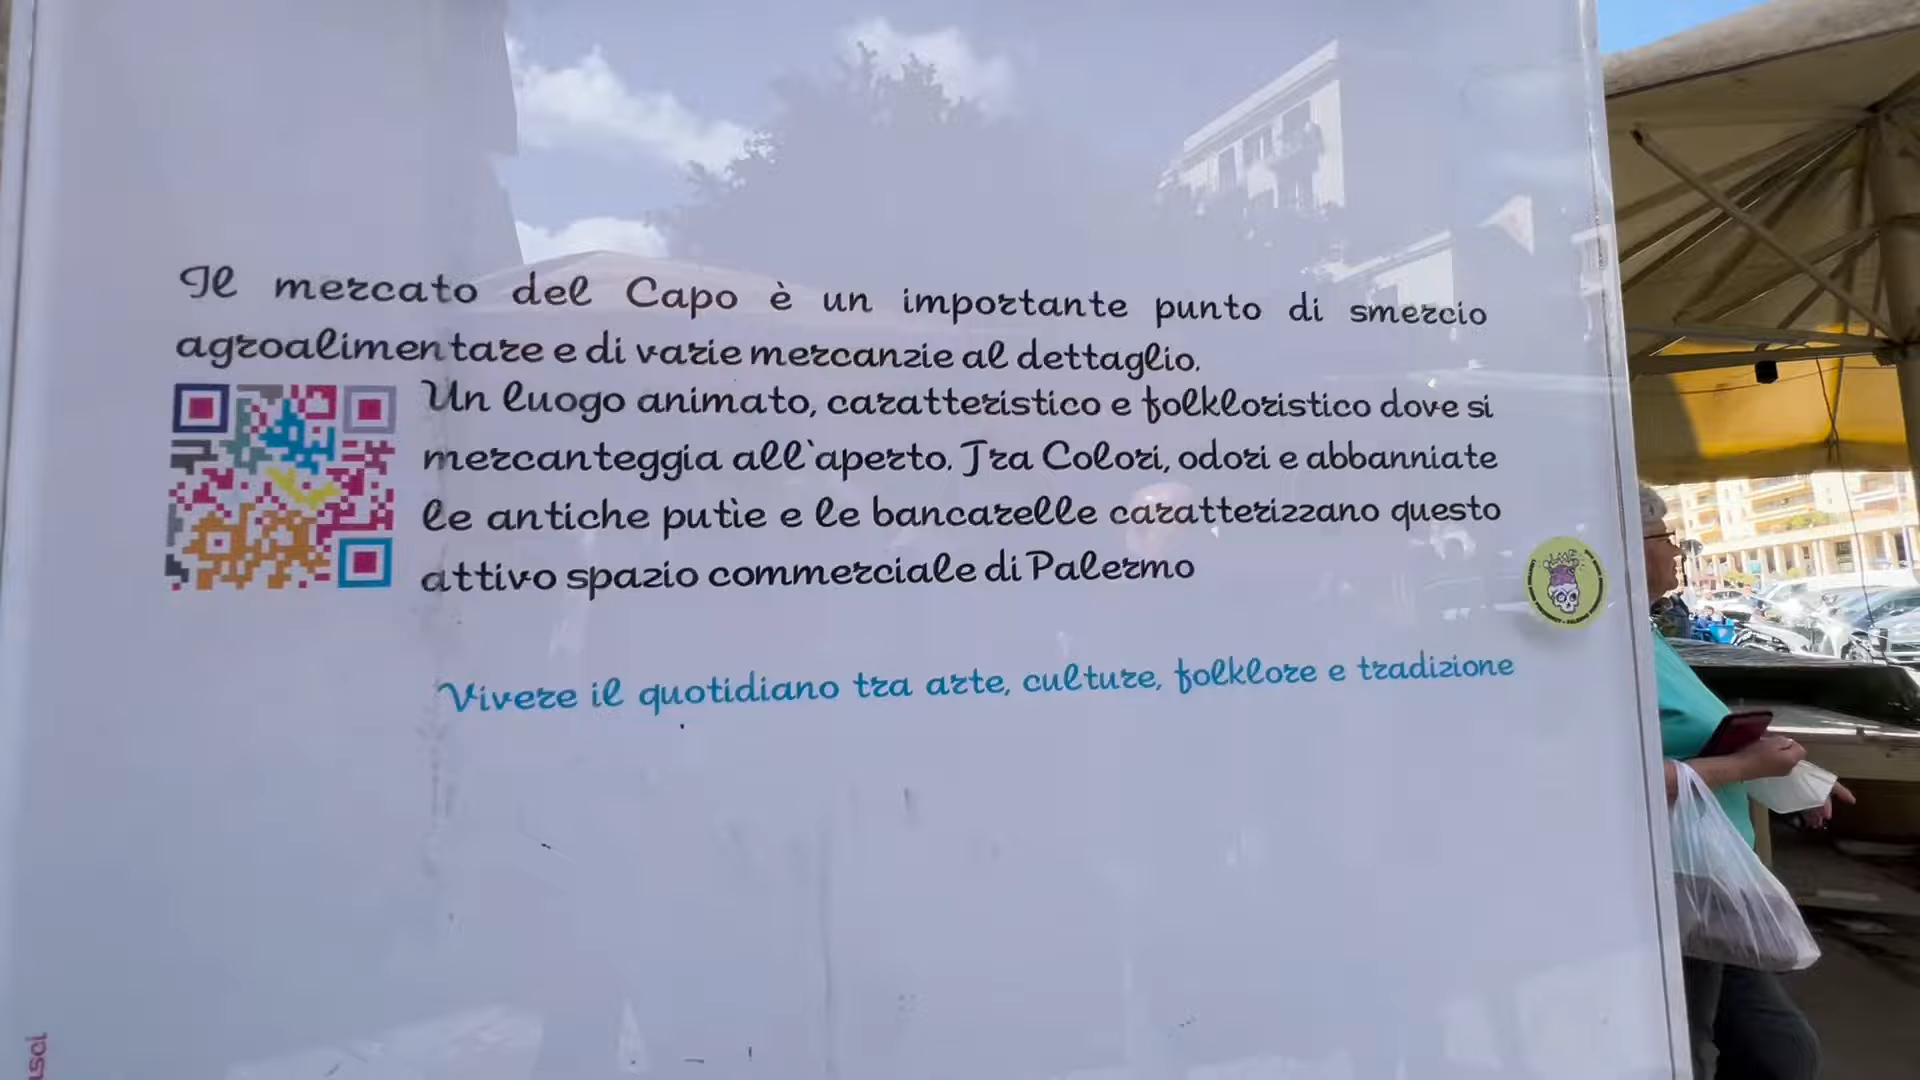 Il mercato del Capo è un importante punto di smercio
agroalimentare e di varie mercanzie al dettaglio.
Un luogo animato, caratteristico e folkloristico dove si
mercanteggia all`aperto. Tra Colori, odori e abbanniate
le antiche putìe e le bancarelle caratterizzano questo
attivo spazio commerciale di Palermo
Vivere il quotidiano tra arte, culture, folklore e tradizione